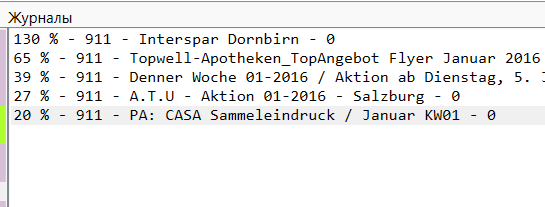 Журналы
130 % - 911 - Interspar Dornbirn - 0
65 % - 911 - Topwell-Apotheken_TopAngebot Flyer Januar 2016
39 % - 911 - Denner Woche 01-2016 / Aktion ab Dienstag, 5.
27 % - 911 - A.T.U - Aktion 01-2016 - Salzburg - 0
20 % - 911 - PA: CASA Sammeleindruck / Januar KW01 - 0